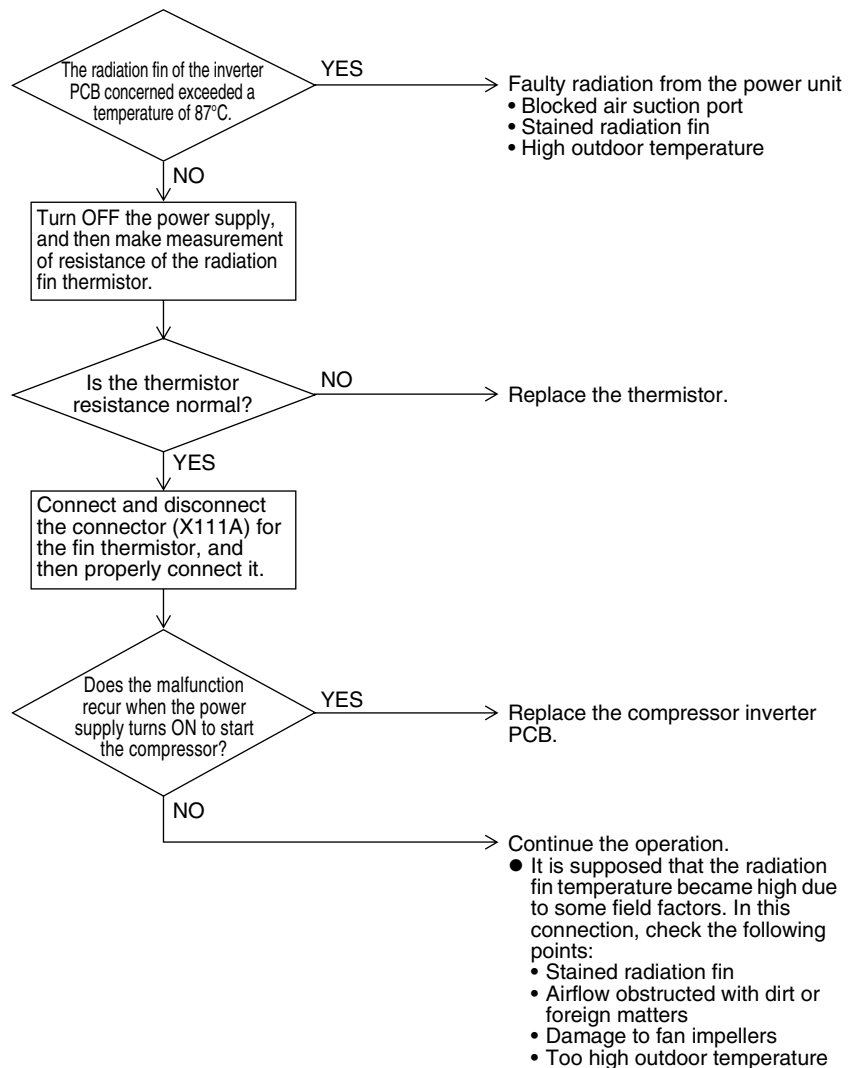 The radiation fin of the inverter
PCB concerned exceeded a
temperature of 87°C.
YES
Faulty radiation from the power unit
• Blocked air suction port
• Stained radiation fin
• High outdoor temperature
NO
Turn OFF the power supply,
and then make measurement
of resistance of the radiation
fin thermistor.
Is the thermistor
resistance normal?
NO
Replace the thermistor.
YES
Connect and disconnect
the connector (X111A) for
the fin thermistor, and
then properly connect it.
Does the malfunction
recur when the power
supply turns ON to start
the compressor?
YES
Replace the compressor inverter
PCB.
NO
Continue the operation.
● It is supposed that the radiation
fin temperature became high due
to some field factors. In this
connection, check the following
points:
• Stained radiation fin
• Airflow obstructed with dirt or
foreign matters
• Damage to fan impellers
• Too high outdoor temperature